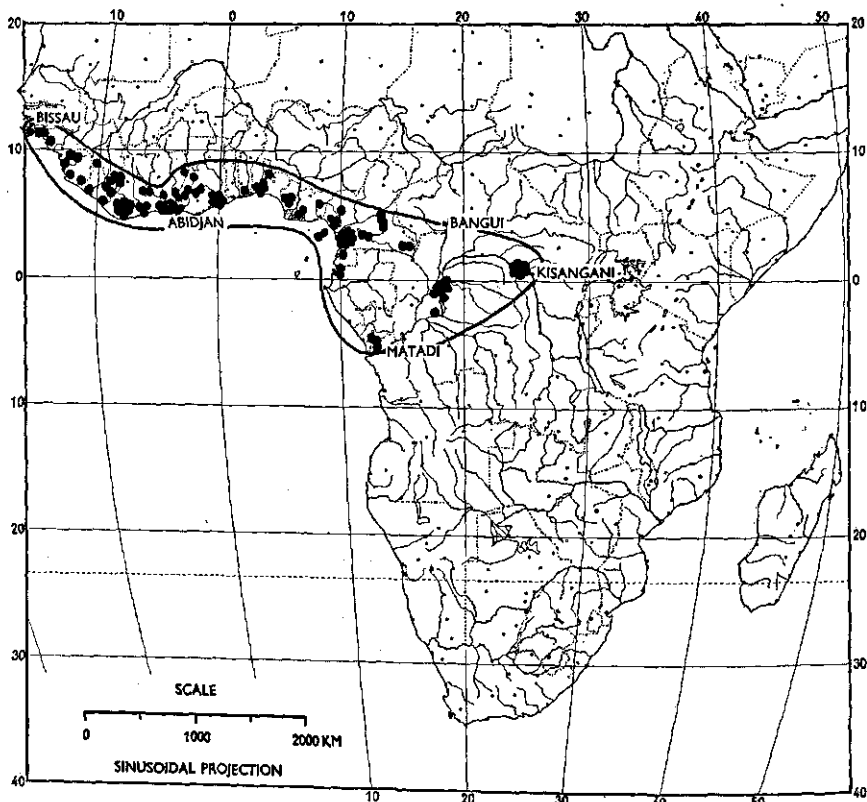 10 0 10 20 30 40 50
20 20
BISSAU
10 10
ABIDJAN
BANGUI
0 0
KISANGANI
MATADI
10 10
20 20
30 30
SCALE
0 1000 2000 KM
SINUSOIDAL PROJECTION
40 40
10 20 30 40 50